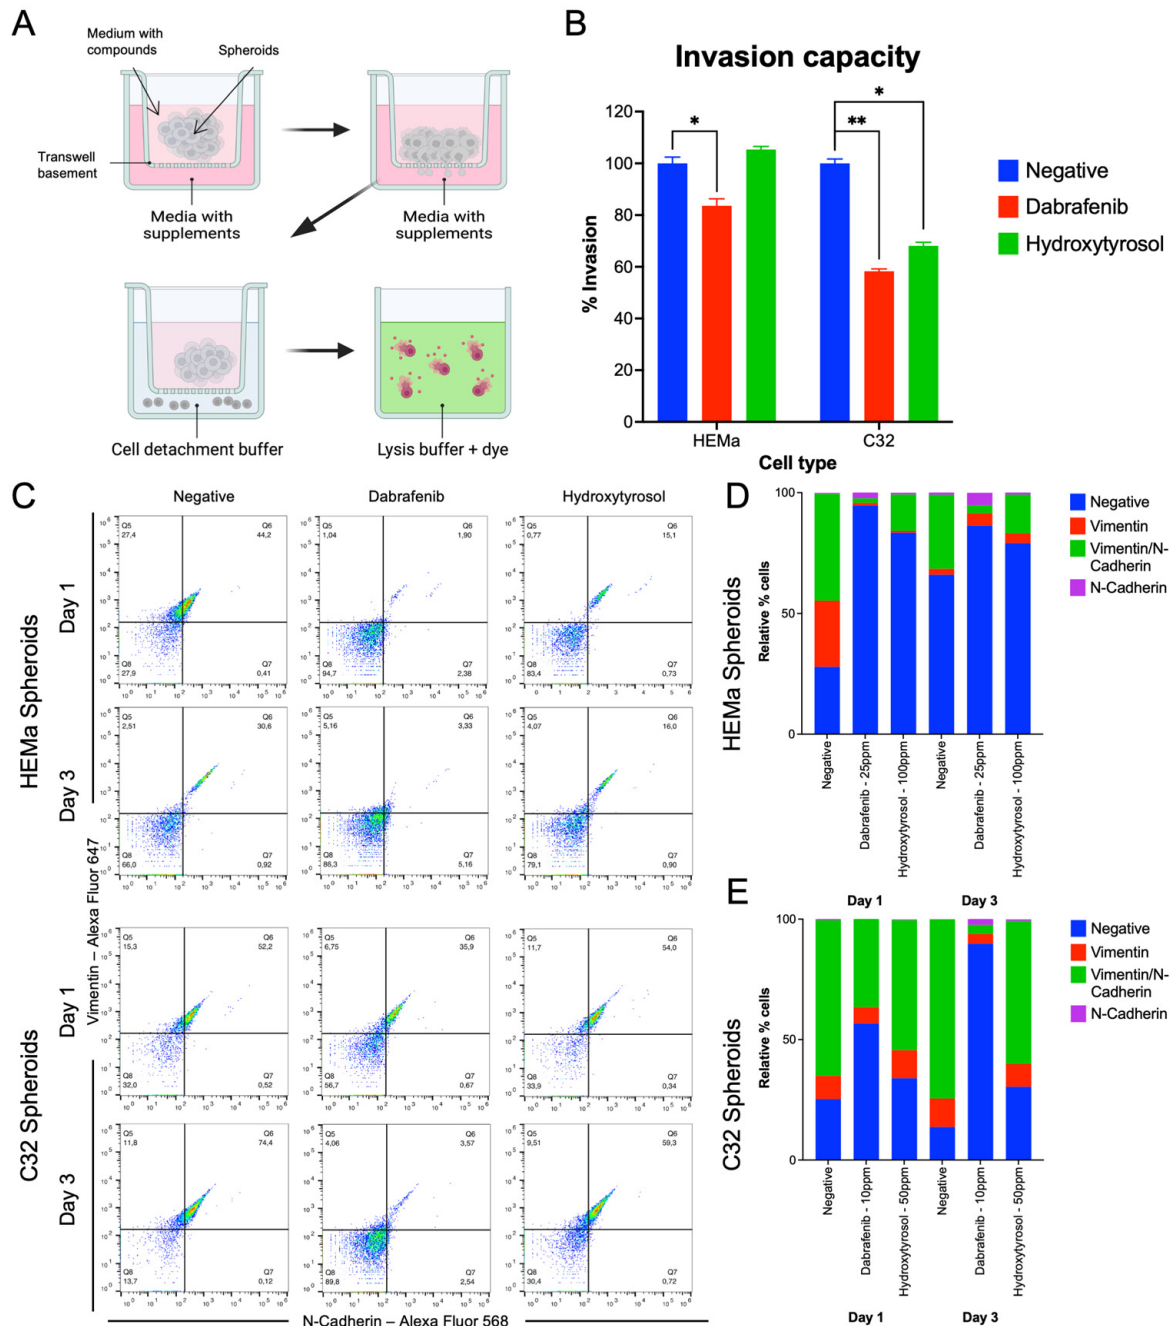 A
Medium with
compounds
Spheroids
Transwell
basement
Media with
supplements
Media with
supplements
Cell detachment buffer
Lysis buffer + dye
B
Invasion capacity
% Invasion
120
100
80
60
40
20
0
*
**
*
HEMa
C32
Cell type
Negative
Dabrafenib
Hydroxytyrosol
C
Negative
Dabrafenib
Hydroxytyrosol
HEMa Spheroids
Day 1
Q5
27,4
Q6
44,2
Q8
27,9
Q7
0,41
Q5
1,04
Q6
1,90
Q8
94,7
Q7
2,38
Q5
0,77
Q6
15,1
Q8
83,4
Q7
0,73
Day 3
Q5
2,51
Q6
30,6
Q8
66,0
Q7
0,92
Q5
5,16
Q6
3,33
Q8
86,3
Q7
5,16
Q5
4,07
Q6
16,0
Q8
79,1
Q7
0,90
Vimentin – Alexa Fluor 647
C32 Spheroids
Day 1
Q5
15,3
Q6
52,2
Q8
32,0
Q7
0,52
Q5
6,75
Q6
35,9
Q8
56,7
Q7
0,67
Q5
11,7
Q6
54,0
Q8
33,9
Q7
0,34
Day 3
Q5
11,8
Q6
74,4
Q8
13,7
Q7
0,12
Q5
4,06
Q6
3,57
Q8
89,8
Q7
2,54
Q5
9,51
Q6
59,3
Q8
30,4
Q7
0,72
N-Cadherin – Alexa Fluor 568
D
HEMa Spheroids
Relative % cells
100
50
0
Negative
Dabrafenib - 25ppm
Hydroxytyrosol - 100ppm
Negative
Dabrafenib - 25ppm
Hydroxytyrosol - 100ppm
Day 1
Day 3
Negative
Vimentin
Vimentin/N-
Cadherin
N-Cadherin
E
C32 Spheroids
Relative % cells
100
50
0
Negative
Dabrafenib - 10ppm
Hydroxytyrosol - 50ppm
Negative
Dabrafenib - 10ppm
Hydroxytyrosol - 50ppm
Day 1
Day 3
Negative
Vimentin
Vimentin/N-
Cadherin
N-Cadherin